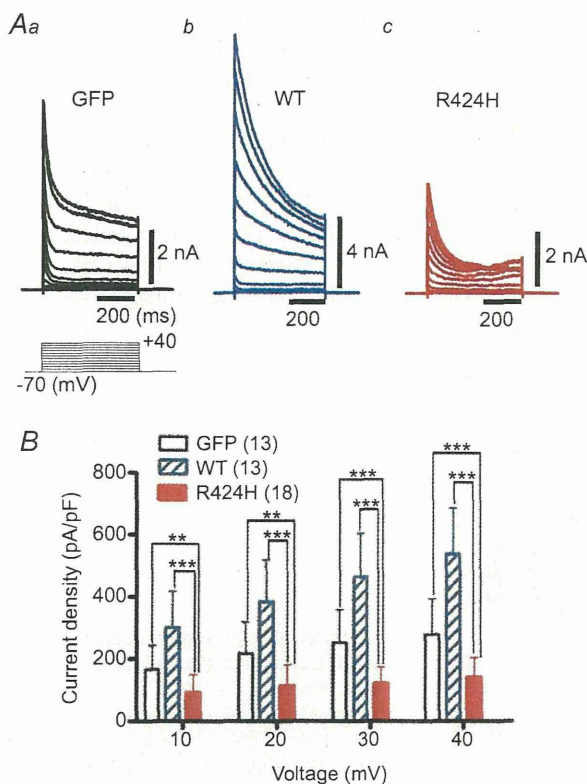 Aa b c
GFP WT R424H
2 nA 4 nA 2 nA
200 (ms) 200 200
+40
-70 (mV)
B
GFP (13)
WT (13)
R424H (18)
*** ***
*** ***
** **
*** ***
800
600
400
200
0
Current density (pA/pF)
10 20 30 40
Voltage (mV)